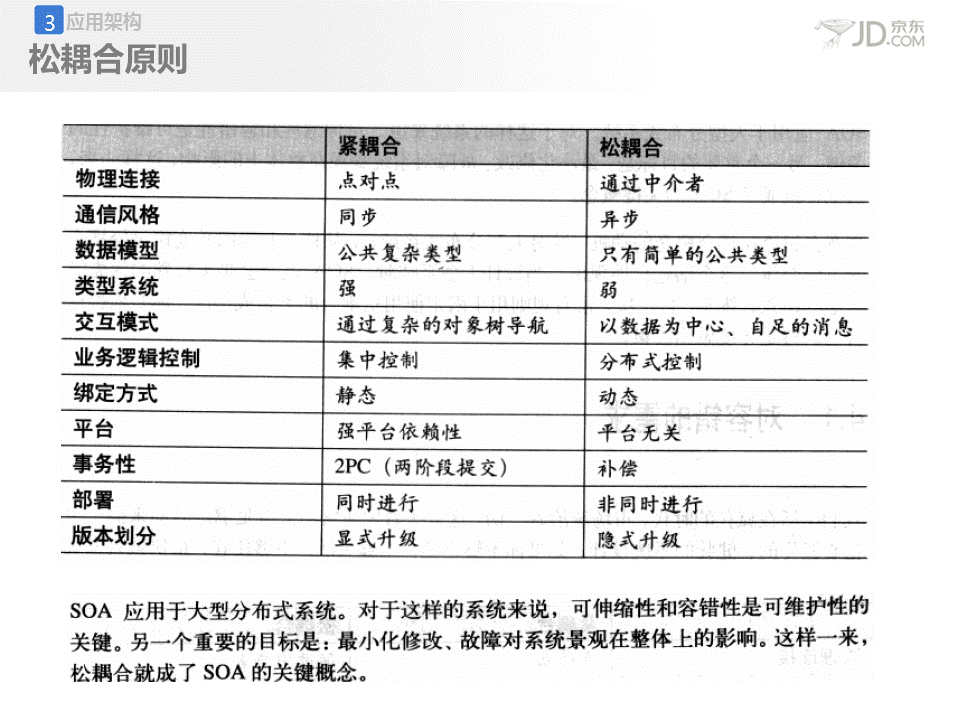 3 应用架构
松耦合原则
JD 京东
.COM
紧耦合 松耦合
物理连接 点对点 通过中介者
通信风格 同步 异步
数据模型 公共复杂类型 只有简单的公共类型
类型系统 强 弱
交互模式 通过复杂的对象树导航 以数据为中心、自足的消息
业务逻辑控制 集中控制 分布式控制
绑定方式 静态 动态
平台 强平台依赖性 平台无关
事务性 2PC（两阶段提交） 补偿
部署 同时进行 非同时进行
版本划分 显式升级 隐式升级
SOA 应用于大型分布式系统。对于这样的系统来说，可伸缩性和容错性是可维护性的
关键。另一个重要的目标是：最小化修改、故障对系统景观在整体上的影响。这样一来，
松耦合就成了 SOA 的关键概念。